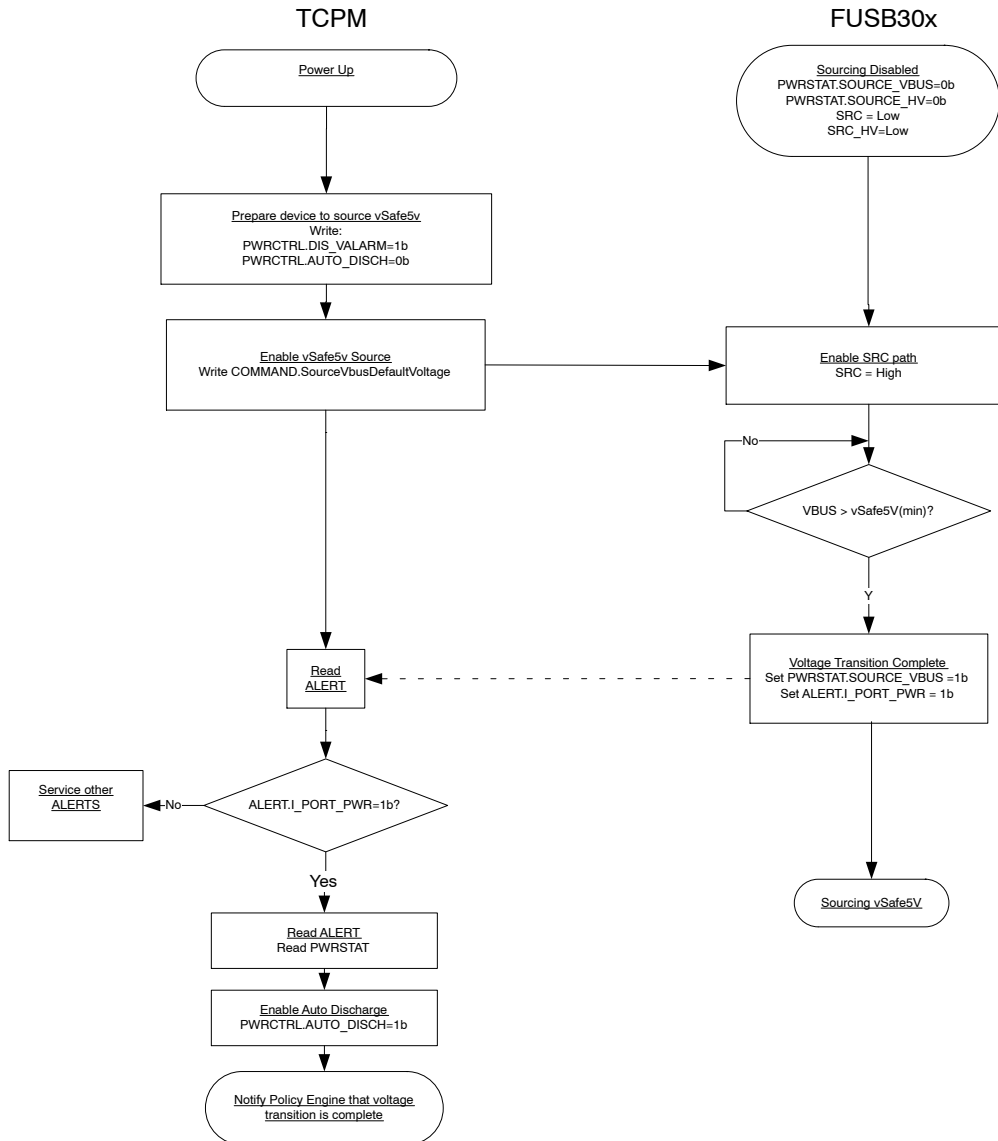 TCPM
FUSB30x
Power Up
Sourcing Disabled
PWRSTAT.SOURCE_VBUS=0b
PWRSTAT.SOURCE_HV=0b
SRC = Low
SRC_HV=Low
Prepare device to source vSafe5v
Write:
PWRCTRL.DIS_VALARM=1b
PWRCTRL.AUTO_DISCH=0b
Enable vSafe5v Source
Write COMMAND.SourceVbusDefaultVoltage
Enable SRC path
SRC = High
No
VBUS > vSafe5V(min)?
Y
Read
ALERT
Voltage Transition Complete
Set PWRSTAT.SOURCE_VBUS =1b
Set ALERT.I_PORT_PWR = 1b
Service other
ALERTS
No
ALERT.I_PORT_PWR=1b?
Yes
Sourcing vSafe5V
Read ALERT
Read PWRSTAT
Enable Auto Discharge
PWRCTRL.AUTO_DISCH=1b
Notify Policy Engine that voltage
transition is complete